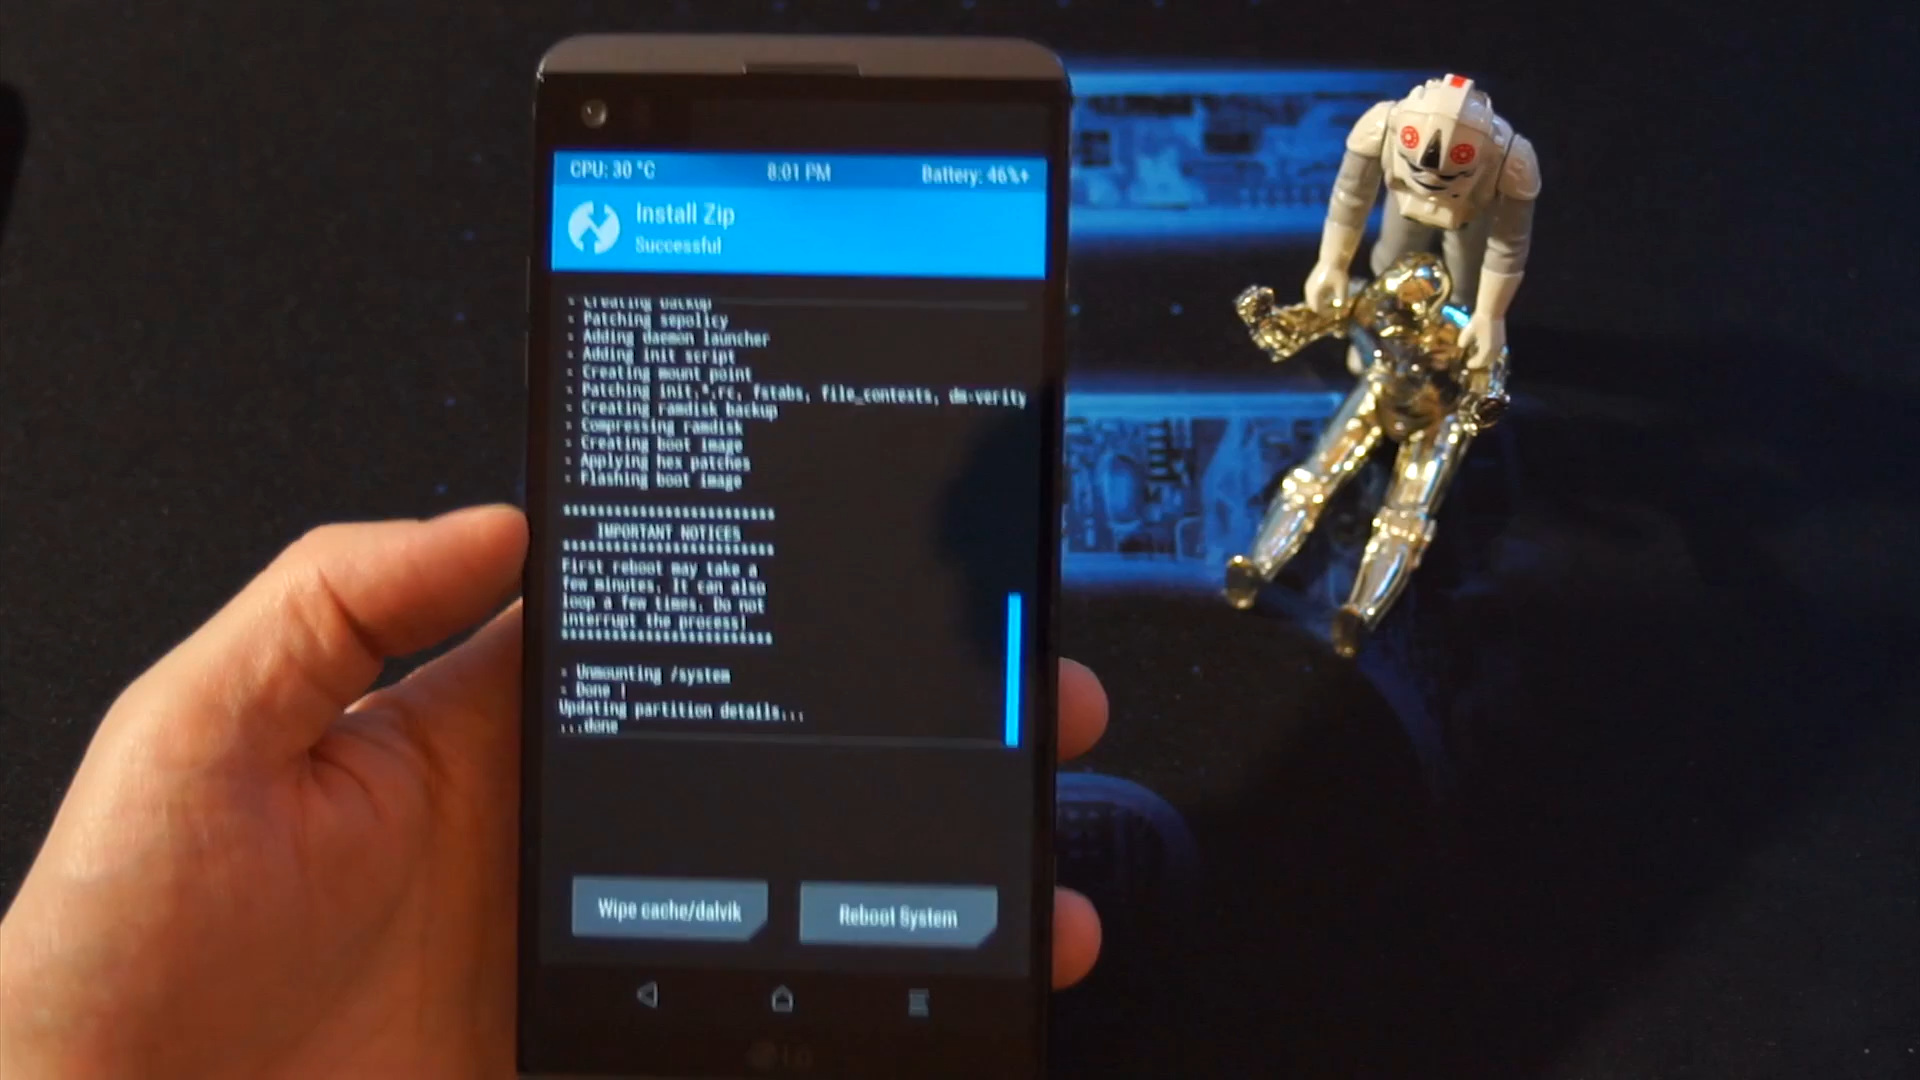 CPU: 30 °C 8:01 PM Battery: 46%+
Install Zip
Successful
- Creating backup
- Patching sepolicy
- Adding daemon launcher
- Adding init script
- Creating mount point
- Patching init.*.rc, fstabs, file_contexts, dm-verity
- Creating ramdisk backup
- Compressing ramdisk
- Creating boot image
- Applying hex patches
- Flashing boot image
*************************
IMPORTANT NOTICES
*************************
First reboot may take a
few minutes. It can also
loop a few times. Do not
interrupt the process!
*************************
- Unmounting /system
- Done !
Updating partition details...
...done
Wipe cache/dalvik Reboot System
LG